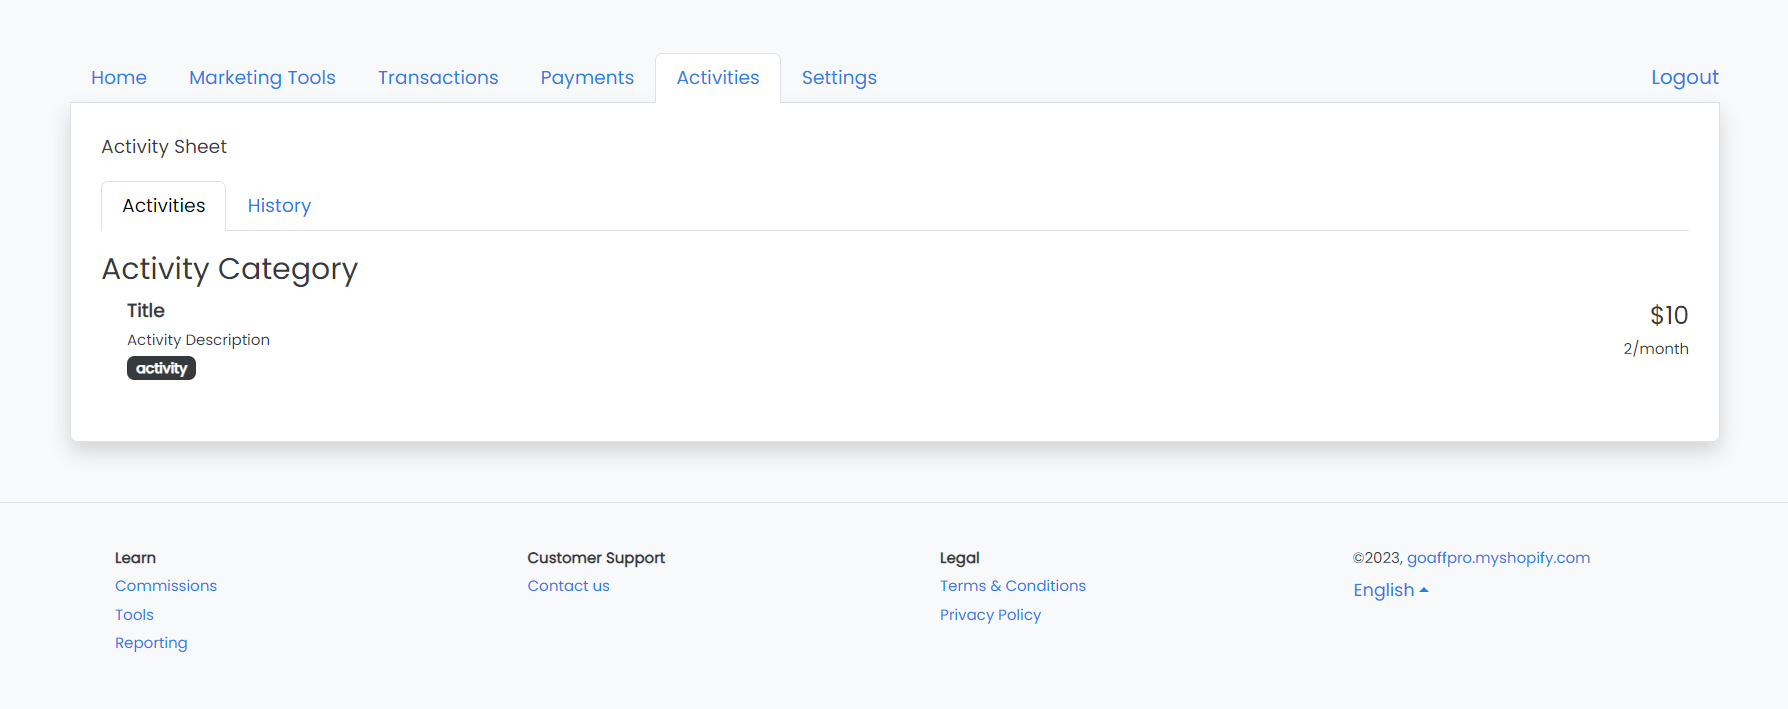 Home Marketing Tools Transactions Payments Activities Settings Logout
Activity Sheet
Activities History
Activity Category
Title
$10
Activity Description
2/month
activity
Learn
Commissions
Tools
Reporting
Customer Support
Contact us
Legal
Terms & Conditions
Privacy Policy
©2023, goaffpro.myshopify.com
English